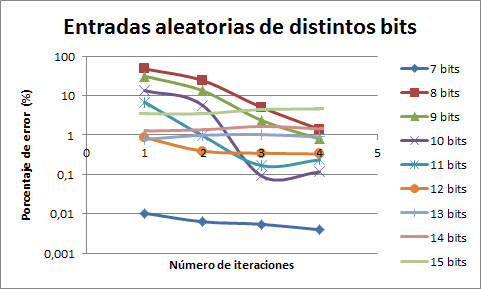 Entradas aleatorias de distintos bits
Porcentaje de error (%)
100
10
1
0,1
0,01
0,001
0 1 2 3 4 5
Número de iteraciones
7 bits
8 bits
9 bits
10 bits
11 bits
12 bits
13 bits
14 bits
15 bits